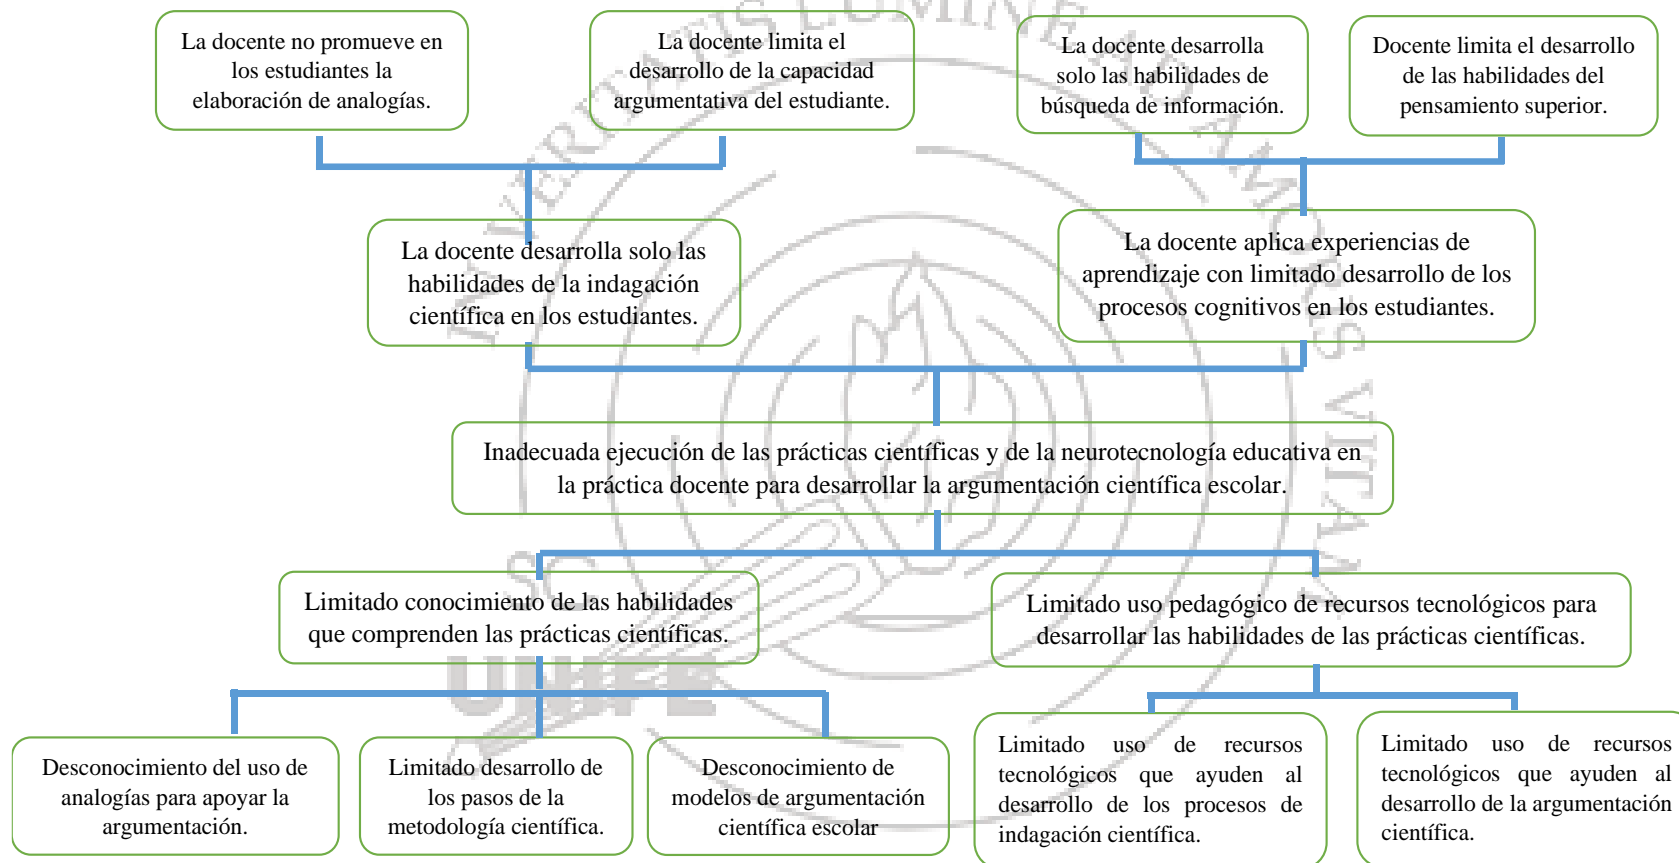 La docente no promueve en
los estudiantes la
elaboración de analogías.
La docente limita el
desarrollo de la capacidad
argumentativa del estudiante.
La docente desarrolla
solo las habilidades de
búsqueda de información.
Docente limita el desarrollo
de las habilidades del
pensamiento superior.
La docente desarrolla solo las
habilidades de la indagación
científica en los estudiantes.
La docente aplica experiencias de
aprendizaje con limitado desarrollo de los
procesos cognitivos en los estudiantes.
Inadecuada ejecución de las prácticas científicas y de la neurotecnología educativa en
la práctica docente para desarrollar la argumentación científica escolar.
Limitado conocimiento de las habilidades
que comprenden las prácticas científicas.
Limitado uso pedagógico de recursos tecnológicos para
desarrollar las habilidades de las prácticas científicas.
Desconocimiento del uso de
analogías para apoyar la
argumentación.
Limitado desarrollo de
los pasos de la
metodología científica.
Desconocimiento de
modelos de argumentación
científica escolar
Limitado uso de recursos
tecnológicos que ayuden al
desarrollo de los procesos de
indagación científica.
Limitado uso de recursos
tecnológicos que ayuden al
desarrollo de la argumentación
científica.
IN VERITATIS LUMINE AD AMORIS VITAM
SC
UNIFE